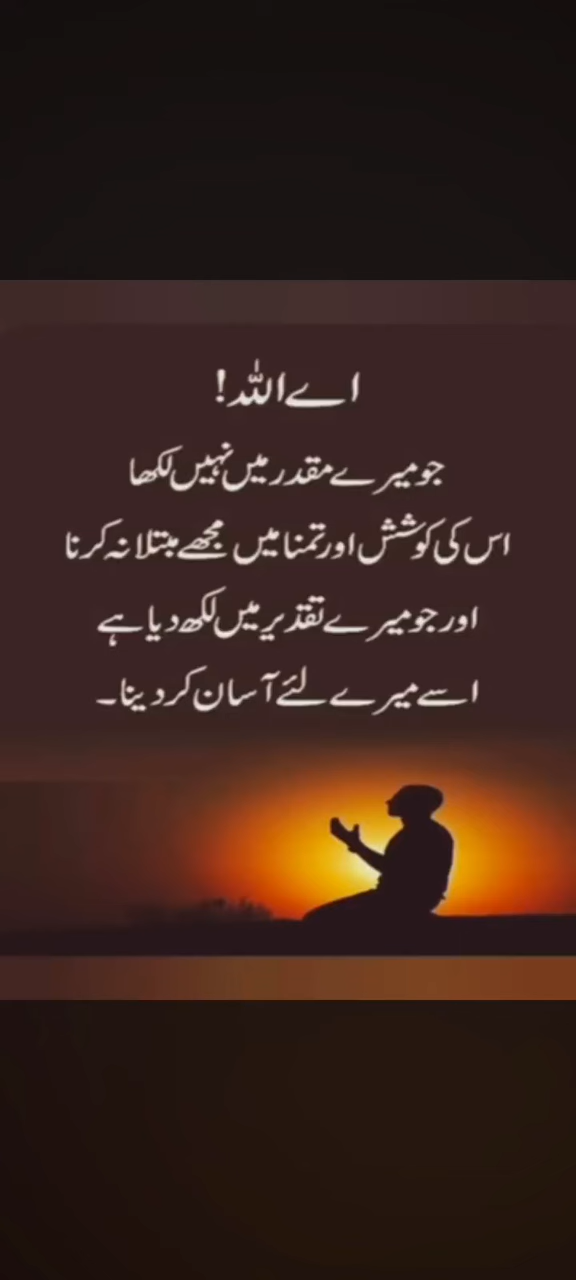 اے اللہ!
جو میرے مقدر میں نہیں لکھا
اس کی کوشش اور تمنا میں مجھے مبتلا نہ کرنا
اور جو میرے تقدیر میں لکھ دیا ہے
اسے میرے لئے آسان کر دینا۔